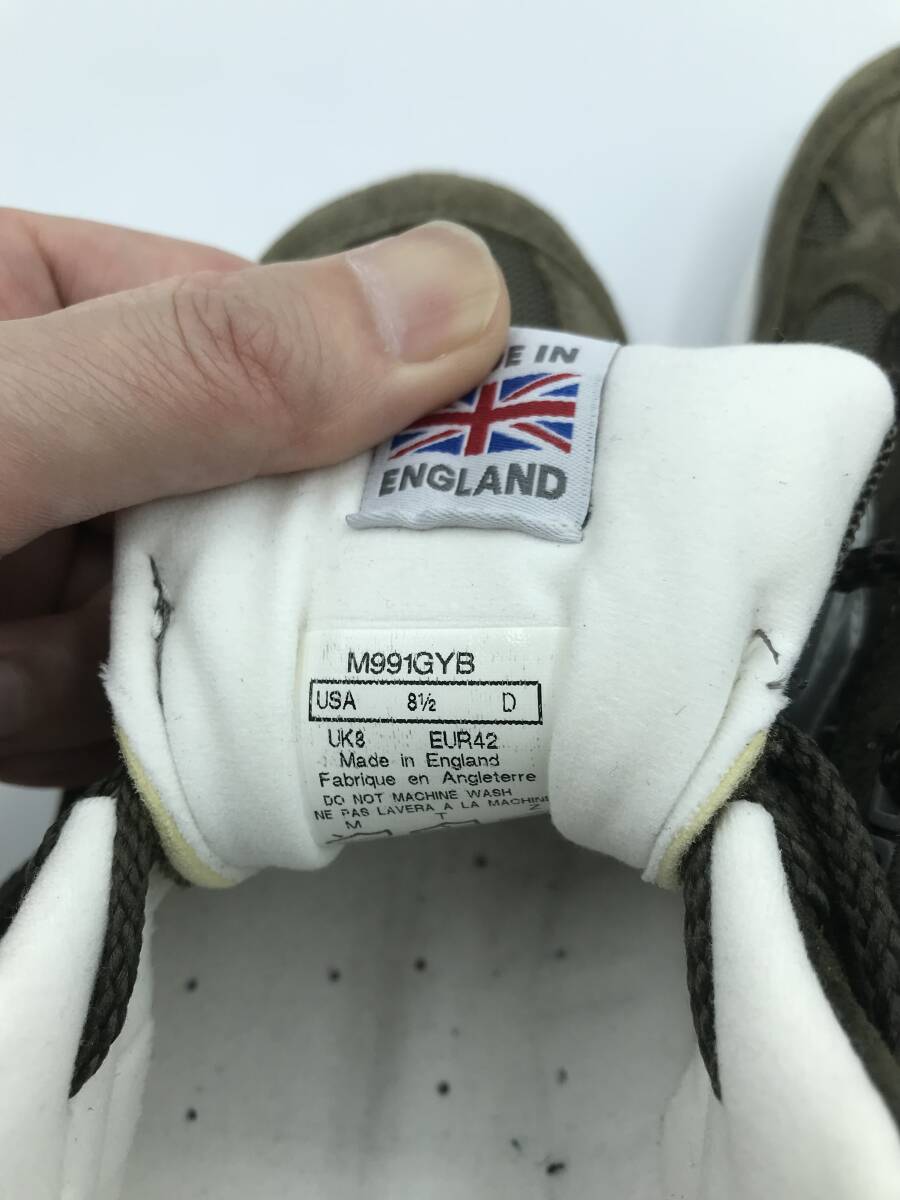 E IN
ENGLAND
M991GYB
USA 8½ D
UK8 EUR42
Made in England
Fabrique en Angleterre
DO NOT MACHINE WASH
NE PAS LAVERA A LA MACHINE
M T Z